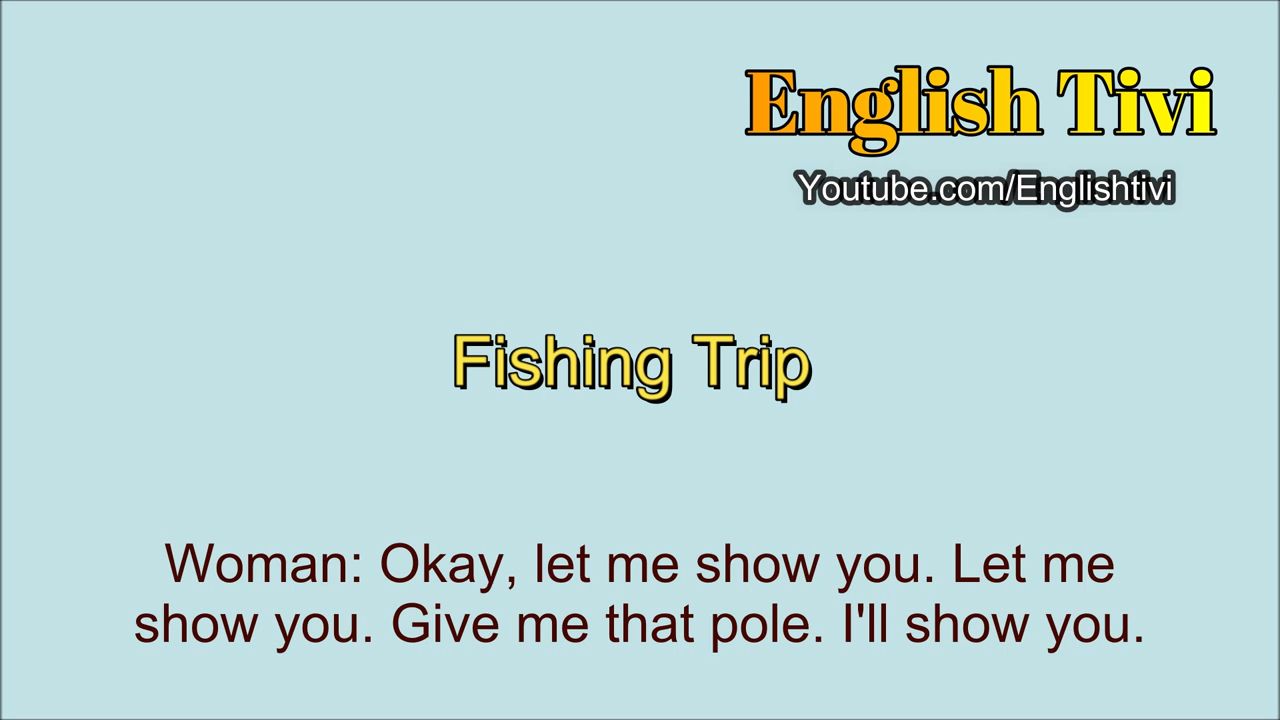 English Tivi
Youtube.com/Englishtivi
Fishing Trip
Woman: Okay, let me show you. Let me
show you. Give me that pole. I'll show you.